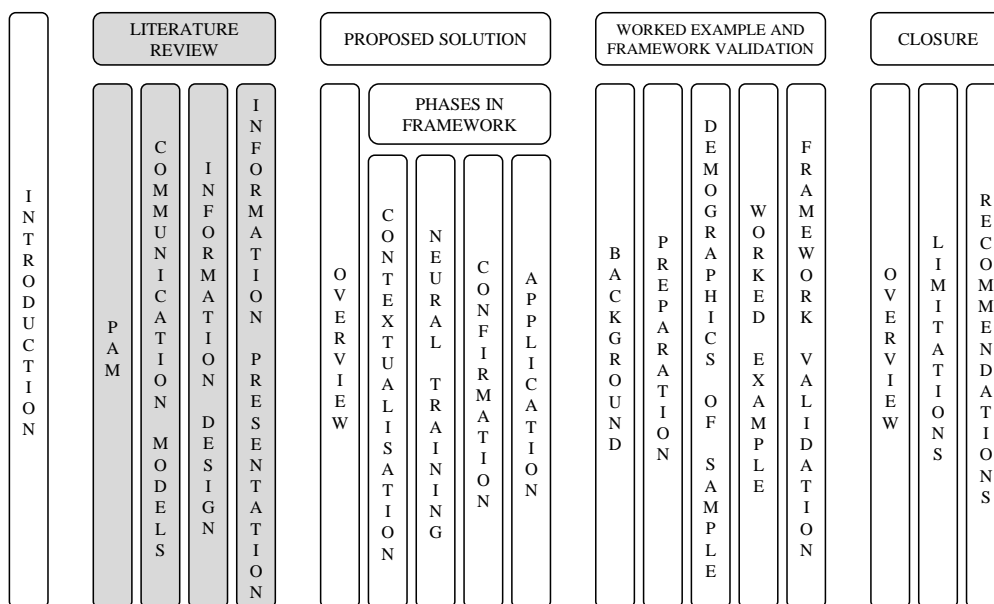 INTRODUCTION
LITERATURE
REVIEW
PAM
COMMUNICATION MODELS
INFORMATION DESIGN
INFORMATION PRESENTATION
PROPOSED SOLUTION
OVERVIEW
PHASES IN
FRAMEWORK
CONTEXTUALISATION
NEURAL TRAINING
CONFIRMATION
APPLICATION
WORKED EXAMPLE AND
FRAMEWORK VALIDATION
BACKGROUND
PREPARATION
DEMOGRAPHICS OF SAMPLE
WORKED EXAMPLE
FRAMEWORK VALIDATION
CLOSURE
OVERVIEW
LIMITATIONS
RECOMMENDATIONS